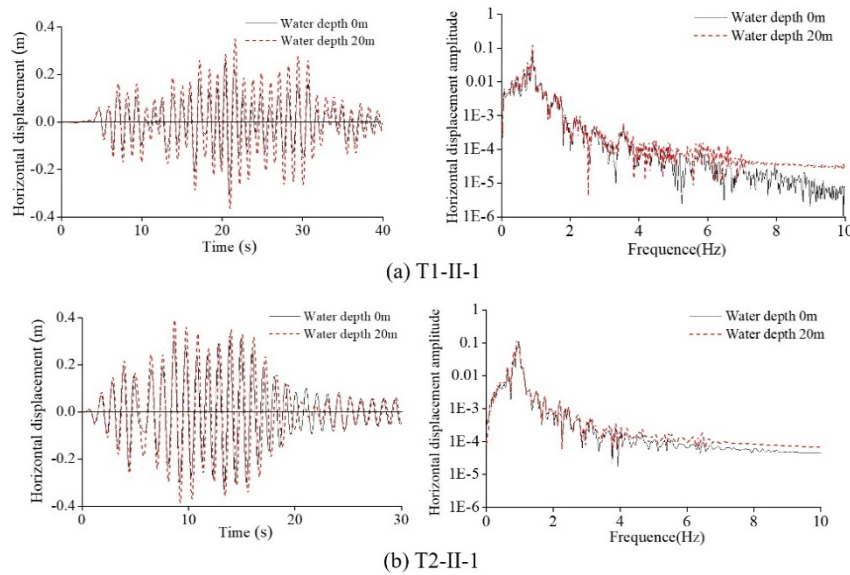 Horizontal displacement (m)
0.4
0.2
0.0
-0.2
-0.4
0
10
20
30
40
Time (s)
Water depth 0m
Water depth 20m
Horizontal displacement amplitude
1
0.1
0.01
1E-3
1E-4
1E-5
1E-6
0
2
4
6
8
10
Frequence(Hz)
Water depth 0m
Water depth 20m
(a) T1-II-1
Horizontal displacement (m)
0.4
0.2
0.0
-0.2
-0.4
0
10
20
30
Time (s)
Water depth 0m
Water depth 20m
Horizontal displacement amplitude
1
0.1
0.01
1E-3
1E-4
1E-5
1E-6
0
2
4
6
8
10
Frequence(Hz)
Water depth 0m
Water depth 20m
(b) T2-II-1